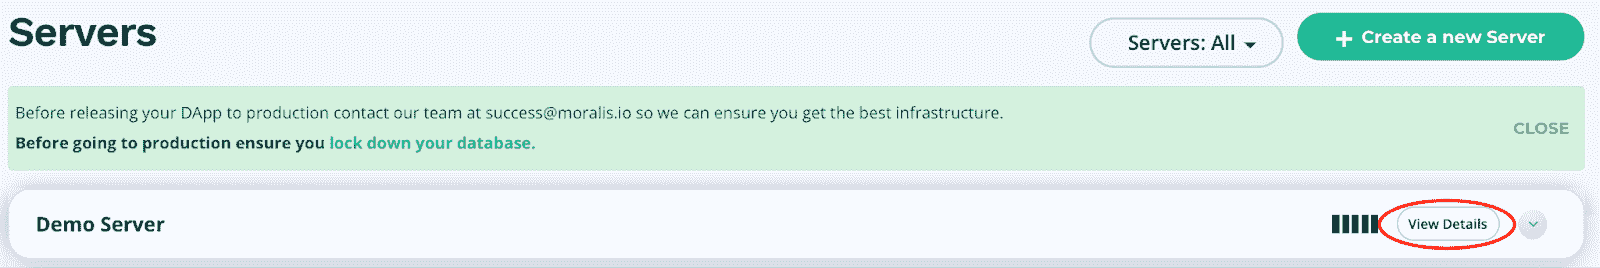 Servers
Servers: All
+ Create a new Server
Before releasing your DApp to production contact our team at success@moralis.io so we can ensure you get the best infrastructure.
CLOSE
Before going to production ensure you lock down your database.
Demo Server
View Details